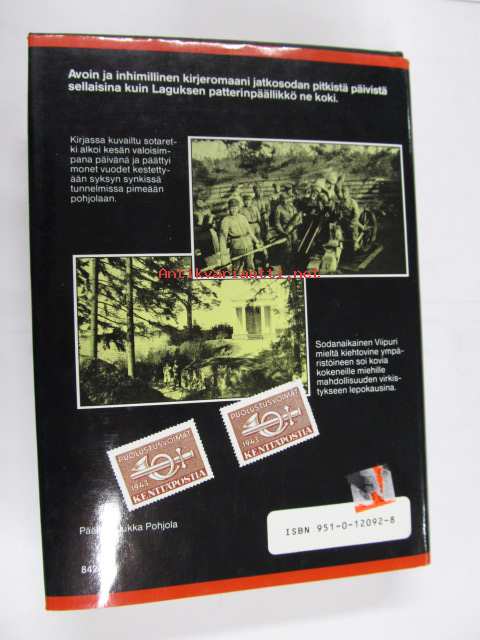 Avoin ja inhimillinen kirjeromaani jatkosodan pitkistä päivistä
sellaisina kuin Laguksen patterinpäällikkö ne koki.
Kirjassa kuvailtu sotaret-
ki alkoi kesän valoisim-
pana päivänä ja päättyi
monet vuodet kestetty-
ään syksyn synkissä
tunnelmissa pimeään
pohjolaan.
Antikvariaatti.net
Sodanaikainen Viipuri
mieltä kiehtovine ympä-
ristöineen soi kovia
kokeneille miehille
mahdollisuuden virkis-
tykseen lepokausina.
PUOLUSTUSVOIMAT
1943
KENTTÄPOSTIA
PUOLUSTUSVOIMAT
1943
KENTTÄPOSTIA
Pohjola
ISBN 951-0-12092-8